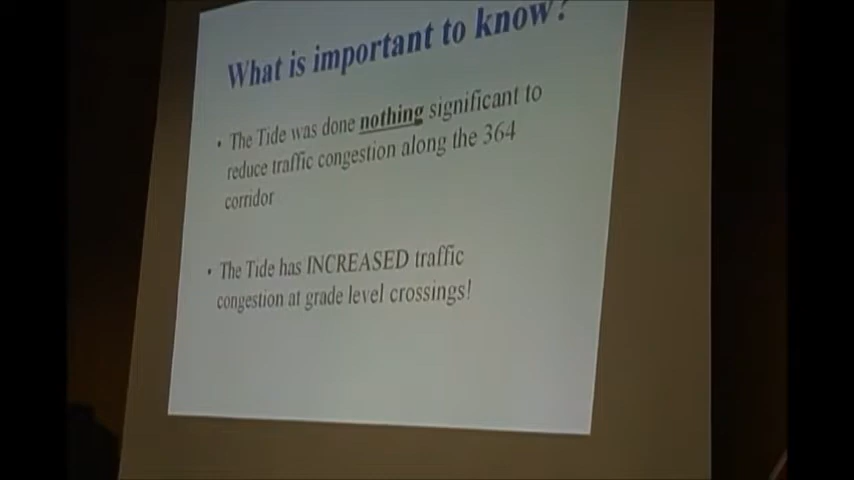 What is important to know?
• The Tide was done nothing significant to
reduce traffic congestion along the 364
corridor
• The Tide has INCREASED traffic
congestion at grade level crossings!